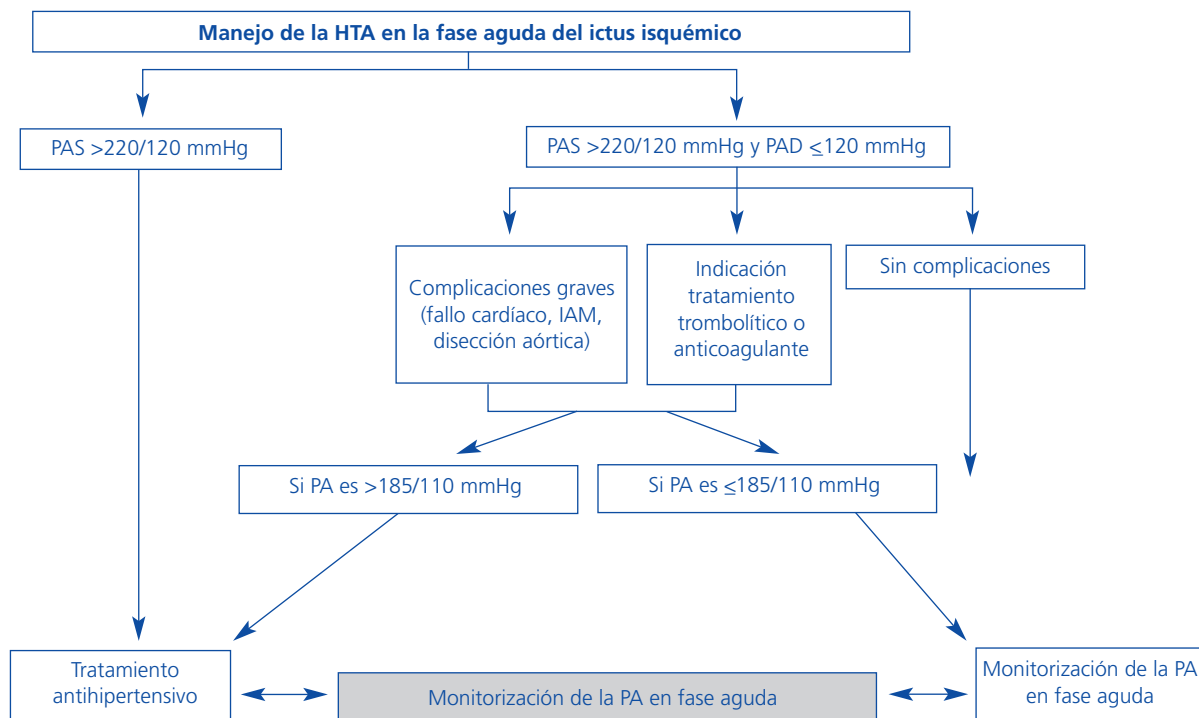 Manejo de la HTA en la fase aguda del ictus isquémico
PAS >220/120 mmHg
PAS >220/120 mmHg y PAD ≤120 mmHg
Complicaciones graves
(fallo cardíaco, IAM,
disección aórtica)
Indicación
tratamiento
trombolítico o
anticoagulante
Sin complicaciones
Si PA es >185/110 mmHg
Si PA es ≤185/110 mmHg
Tratamiento
antihipertensivo
Monitorización de la PA en fase aguda
Monitorización de la PA
en fase aguda